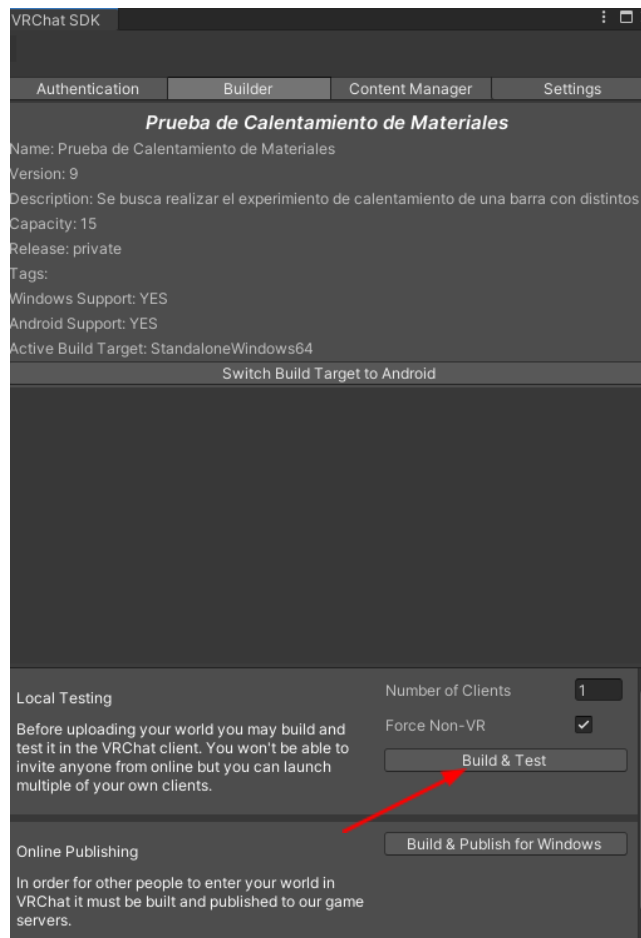 VRChat SDK
Authentication Builder Content Manager Settings
Prueba de Calentamiento de Materiales
Name: Prueba de Calentamiento de Materiales
Version: 9
Description: Se busca realizar el experimiento de calentamiento de una barra con distintos
Capacity: 15
Release: private
Tags:
Windows Support: YES
Android Support: YES
Active Build Target: StandaloneWindows64
Switch Build Target to Android
Local Testing
Before uploading your world you may build and
test it in the VRChat client. You won't be able to
invite anyone from online but you can launch
multiple of your own clients.
Number of Clients 1
Force Non-VR
Build & Test
Online Publishing
In order for other people to enter your world in
VRChat it must be built and published to our game
servers.
Build & Publish for Windows